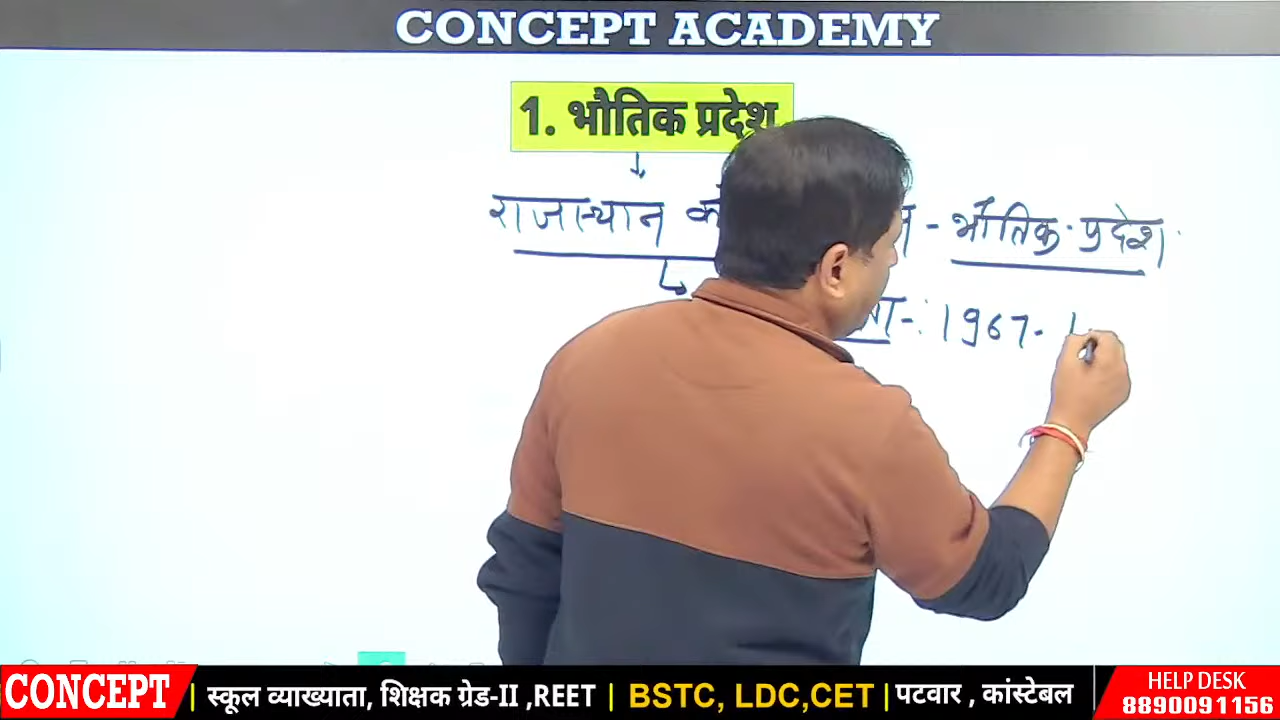 CONCEPT ACADEMY
1. भौतिक प्रदेश
राजस्थान - भौतिक प्रदेश
-: 1967-
CONCEPT | स्कूल व्याख्याता, शिक्षक ग्रेड-II ,REET | BSTC, LDC,CET | पटवार , कांस्टेबल
HELP DESK
8890091156